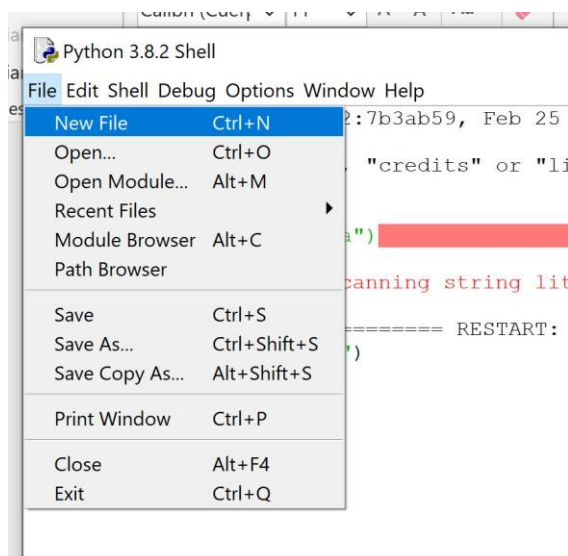 Calibri (Cuerp
Python 3.8.2 Shell
File Edit Shell Debug Options Window Help
New File Ctrl+N
:7b3ab59, Feb 25
Open... Ctrl+O
, "credits" or "li
Open Module... Alt+M
Recent Files
Module Browser Alt+C
a")
Path Browser
canning string lit
Save Ctrl+S
======== RESTART:
Save As... Ctrl+Shift+S
')
Save Copy As... Alt+Shift+S
Print Window Ctrl+P
Close Alt+F4
Exit Ctrl+Q